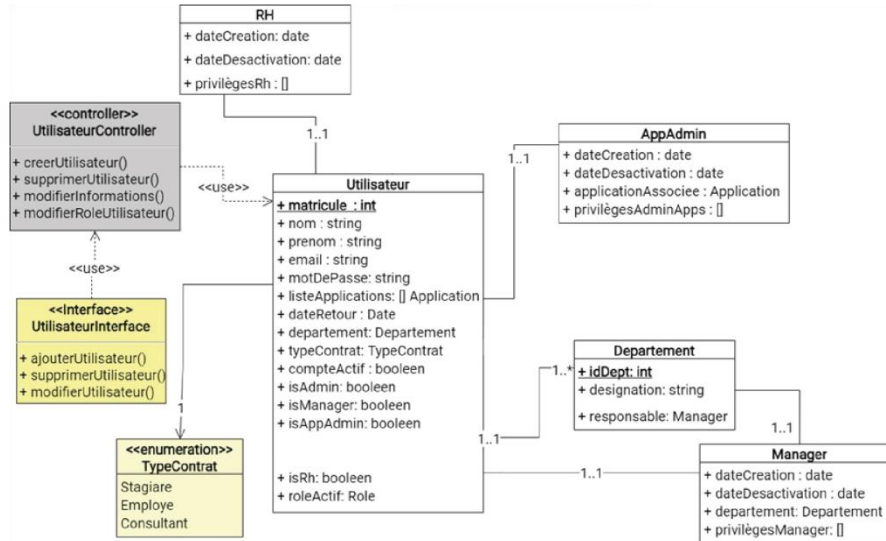 RH
+ dateCreation: date
+ dateDesactivation: date
+ privilègesRh : []
1..1
<<controller>>
UtilisateurController
+ creerUtilisateur()
+ supprimerUtilisateur()
+ modifierInformations()
+ modifierRoleUtilisateur()
<<use>>
<<use>>
<<Interface>>
UtilisateurInterface
+ ajouterUtilisateur()
+ supprimerUtilisateur()
+ modifierUtilisateur()
1
<<enumeration>>
TypeContrat
Stagiare
Employe
Consultant
Utilisateur
+ matricule : int
+ nom : string
+ prenom : string
+ email : string
+ motDePasse: string
+ listeApplications: [] Application
+ dateRetour : Date
+ departement: Departement
+ typeContrat: TypeContrat
+ compteActif : booleen
+ isAdmin: booleen
+ isManager: booleen
+ isAppAdmin: booleen
+ isRh: booleen
+ roleActif: Role
1..1
AppAdmin
+ dateCreation : date
+ dateDesactivation : date
+ applicationAssociee : Application
+ privilègesAdminApps : []
1..*
1..1
Departement
+ idDept: int
+ designation: string
+ responsable: Manager
1..1
1..1
Manager
+ dateCreation : date
+ dateDesactivation : date
+ departement: Departement
+ privilègesManager: []